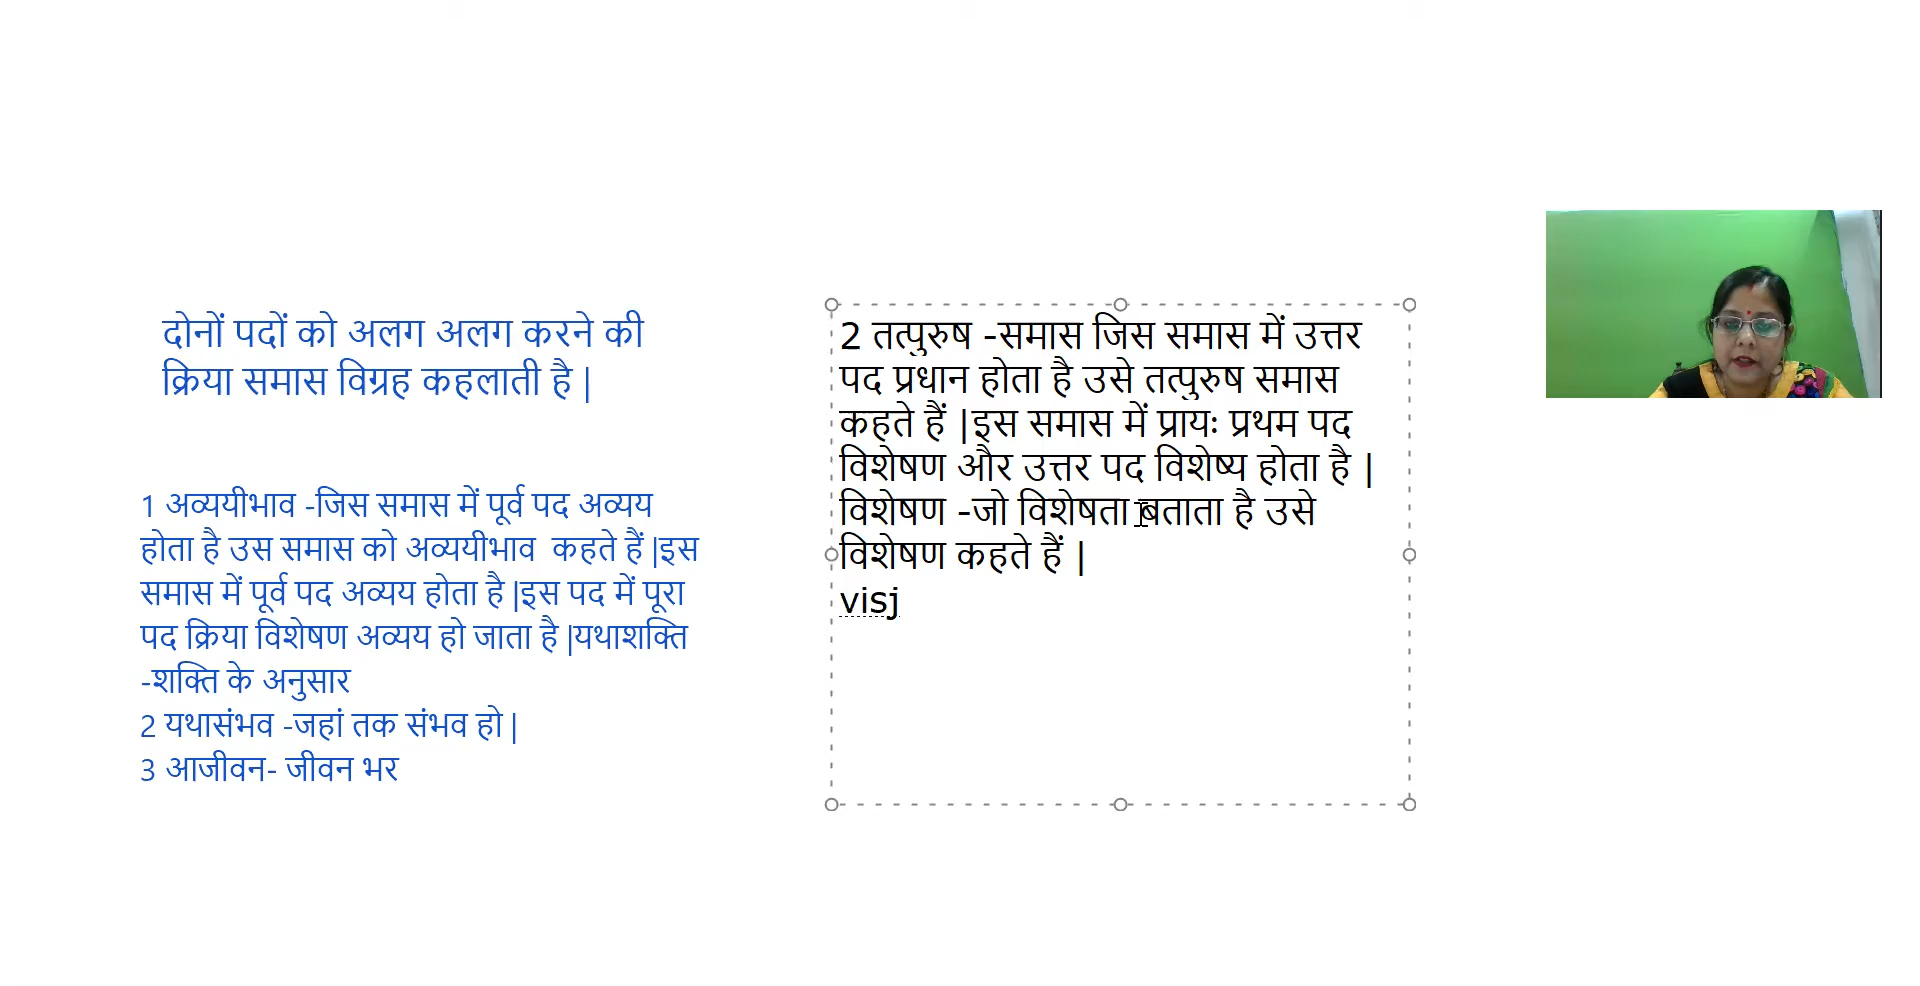 दोनों पदों को अलग अलग करने की
क्रिया समास विग्रह कहलाती है |
1 अव्ययीभाव -जिस समास में पूर्व पद अव्यय
होता है उस समास को अव्ययीभाव  कहते हैं |इस
समास में पूर्व पद अव्यय होता है |इस पद में पूरा
पद क्रिया विशेषण अव्यय हो जाता है |यथाशक्ति
-शक्ति के अनुसार
2 यथासंभव -जहां तक संभव हो |
3 आजीवन- जीवन भर
2 तत्पुरुष -समास जिस समास में उत्तर
पद प्रधान होता है उसे तत्पुरुष समास
कहते हैं |इस समास में प्रायः प्रथम पद
विशेषण और उत्तर पद विशेष्य होता है |
विशेषण -जो विशेषता बताता है उसे
विशेषण कहते हैं |
visj